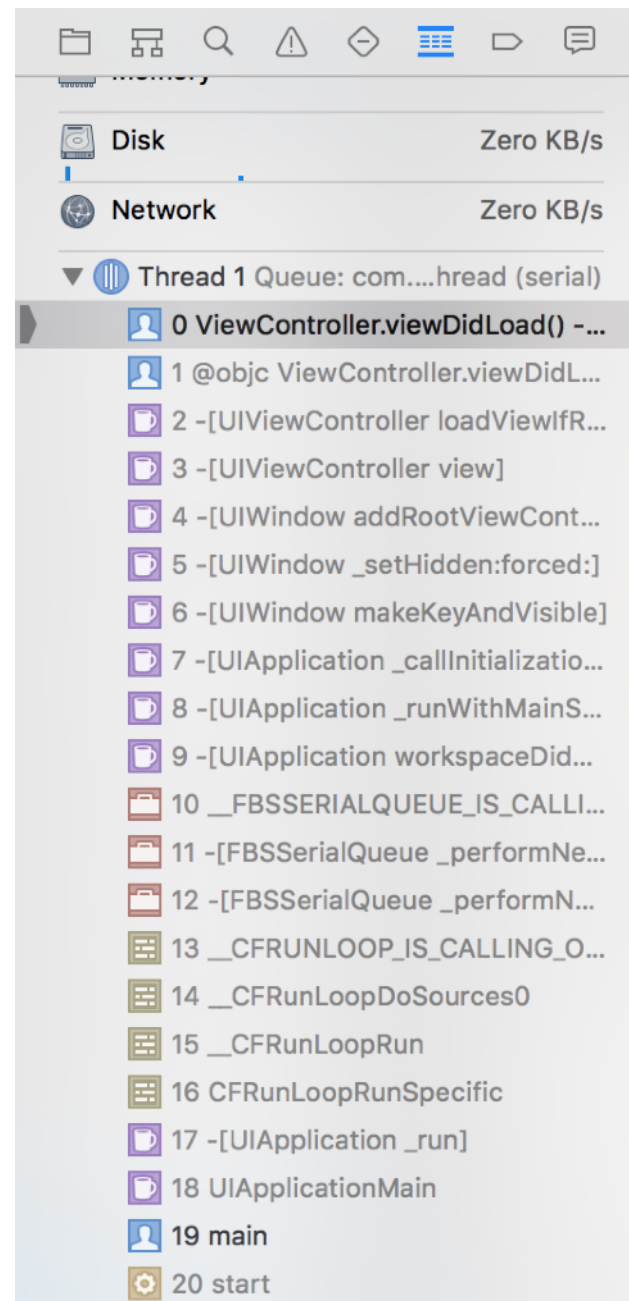 Memory
Disk Zero KB/s
Network Zero KB/s
Thread 1 Queue: com....hread (serial)
0 ViewController.viewDidLoad() -...
1 @objc ViewController.viewDidL...
2 -[UIViewController loadViewIfR...
3 -[UIViewController view]
4 -[UIWindow addRootViewCont...
5 -[UIWindow _setHidden:forced:]
6 -[UIWindow makeKeyAndVisible]
7 -[UIApplication _callInitializatio...
8 -[UIApplication _runWithMainS...
9 -[UIApplication workspaceDid...
10 __FBSSERIALQUEUE_IS_CALLI...
11 -[FBSSerialQueue _performNe...
12 -[FBSSerialQueue _performN...
13 __CFRUNLOOP_IS_CALLING_O...
14 __CFRunLoopDoSources0
15 __CFRunLoopRun
16 CFRunLoopRunSpecific
17 -[UIApplication _run]
18 UIApplicationMain
19 main
20 start